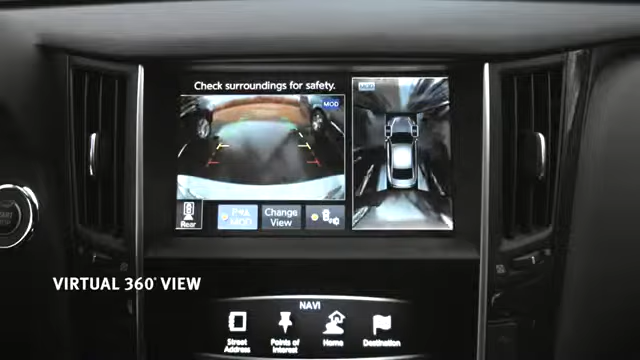 Check surroundings for safety.
MOD
MOD
Rear
MOD
Change
View
VIRTUAL 360° VIEW
NAVI
Street
Address
Points of
Interest
Home
Destination